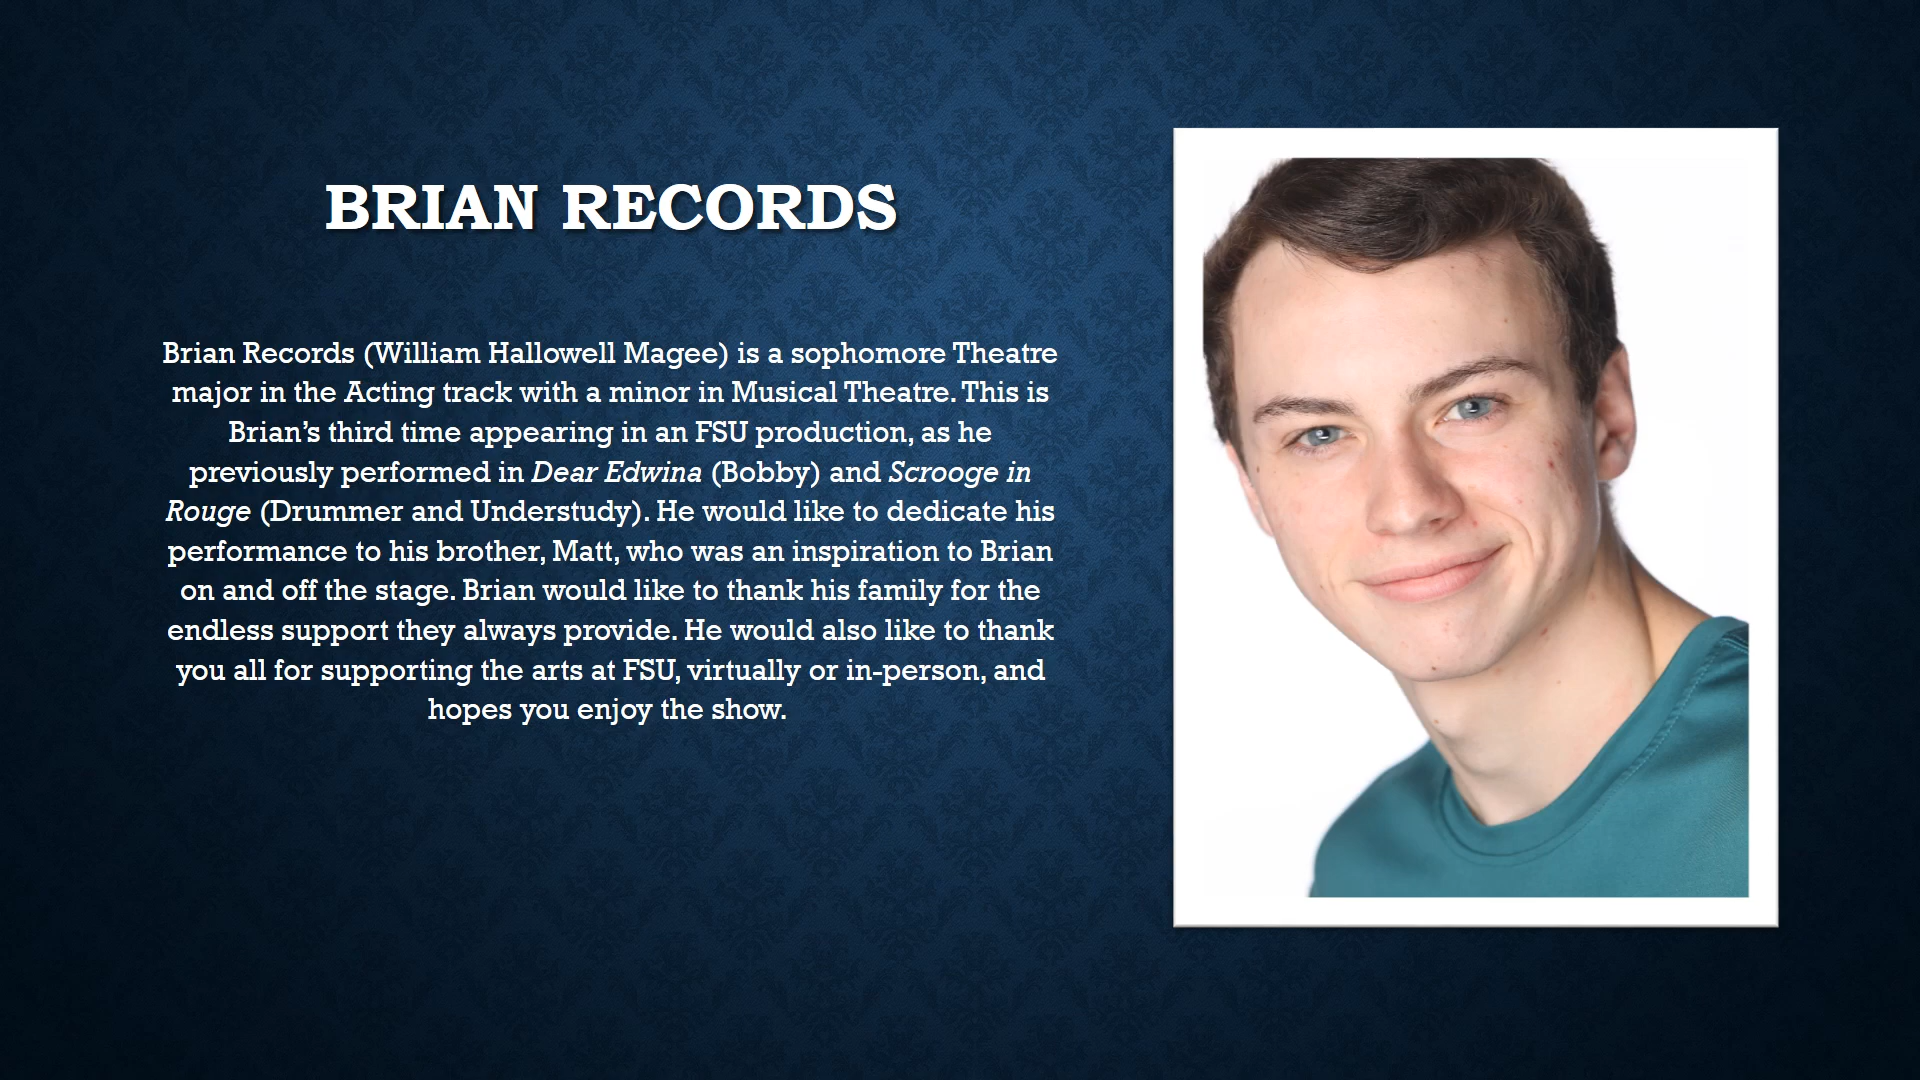 BRIAN RECORDS
Brian Records (William Hallowell Magee) is a sophomore Theatre
major in the Acting track with a minor in Musical Theatre. This is
Brian’s third time appearing in an FSU production, as he
previously performed in Dear Edwina (Bobby) and Scrooge in
Rouge (Drummer and Understudy). He would like to dedicate his
performance to his brother, Matt, who was an inspiration to Brian
on and off the stage. Brian would like to thank his family for the
endless support they always provide. He would also like to thank
you all for supporting the arts at FSU, virtually or in-person, and
hopes you enjoy the show.